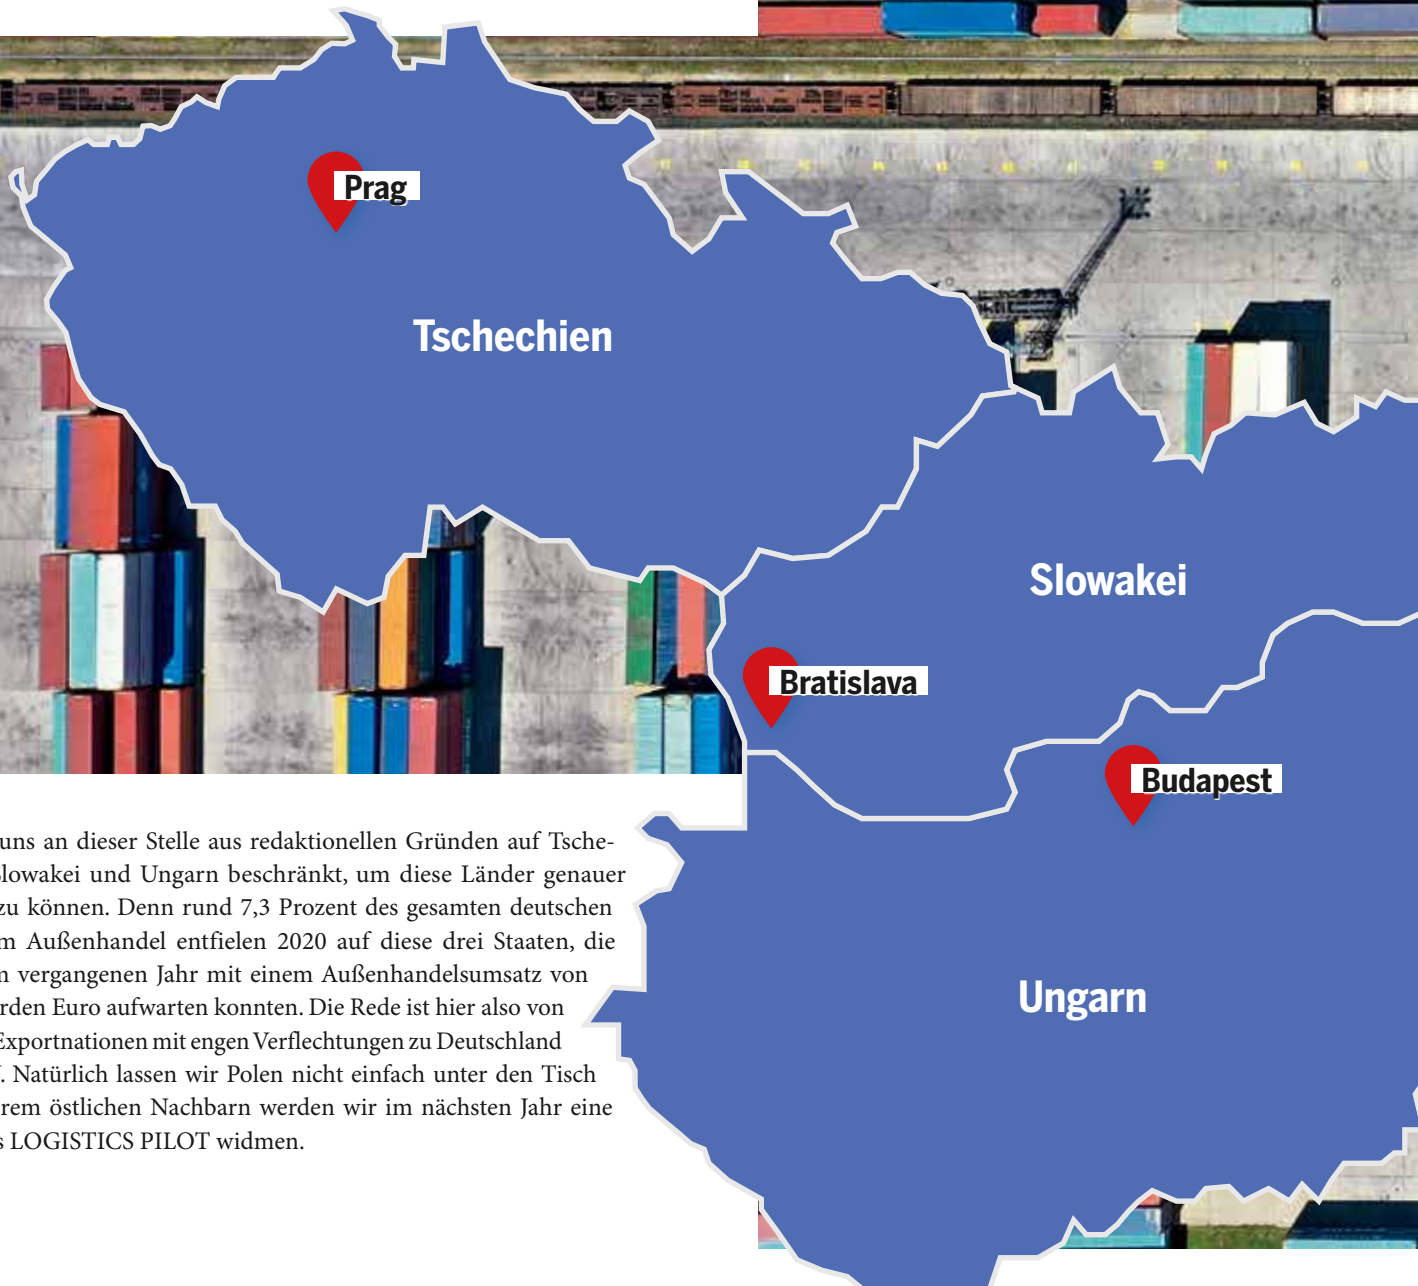 Prag
Tschechien
Slowakei
Bratislava
Budapest
Ungarn
uns an dieser Stelle aus redaktionellen Gründen auf Tsche-
Slowakei und Ungarn beschränkt, um diese Länder genauer
zu können. Denn rund 7,3 Prozent des gesamten deutschen
Außenhandel entfielen 2020 auf diese drei Staaten, die
vergangenen Jahr mit einem Außenhandelsumsatz von
Euro aufwarten konnten. Die Rede ist hier also von
Exportnationen mit engen Verflechtungen zu Deutschland
Natürlich lassen wir Polen nicht einfach unter den Tisch
östlichen Nachbarn werden wir im nächsten Jahr eine
LOGISTICS PILOT widmen.